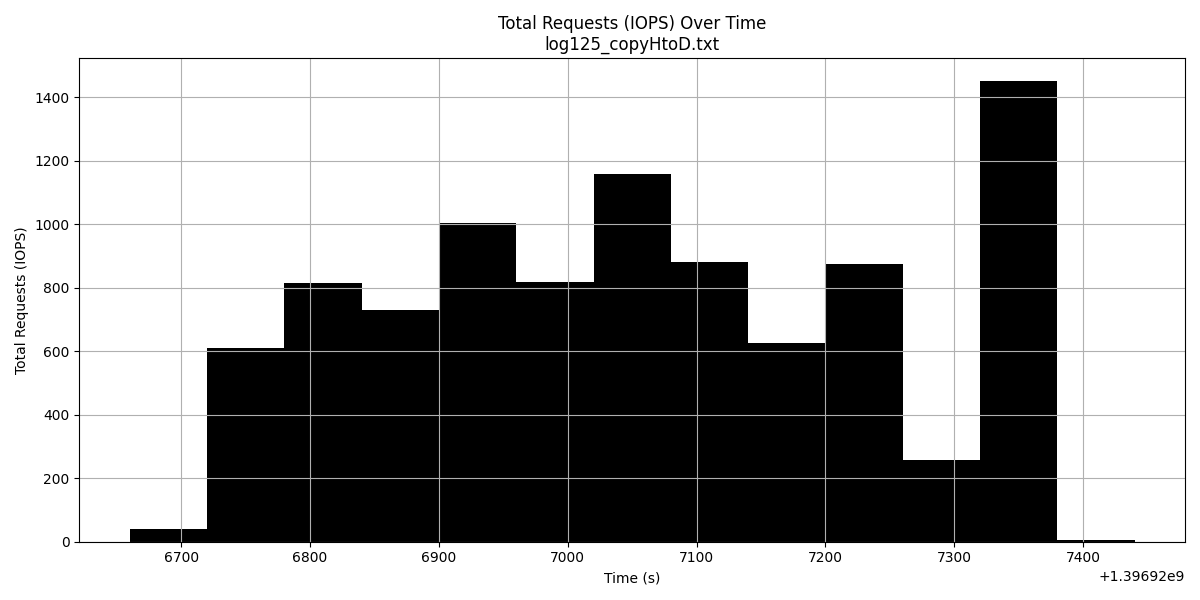 Total Requests (IOPS) Over Time
log125_copyHtoD.txt
Total Requests (IOPS)
1400
1200
1000
800
600
400
200
0
6700 6800 6900 7000 7100 7200 7300 7400
Time (s)
+1.39692e9